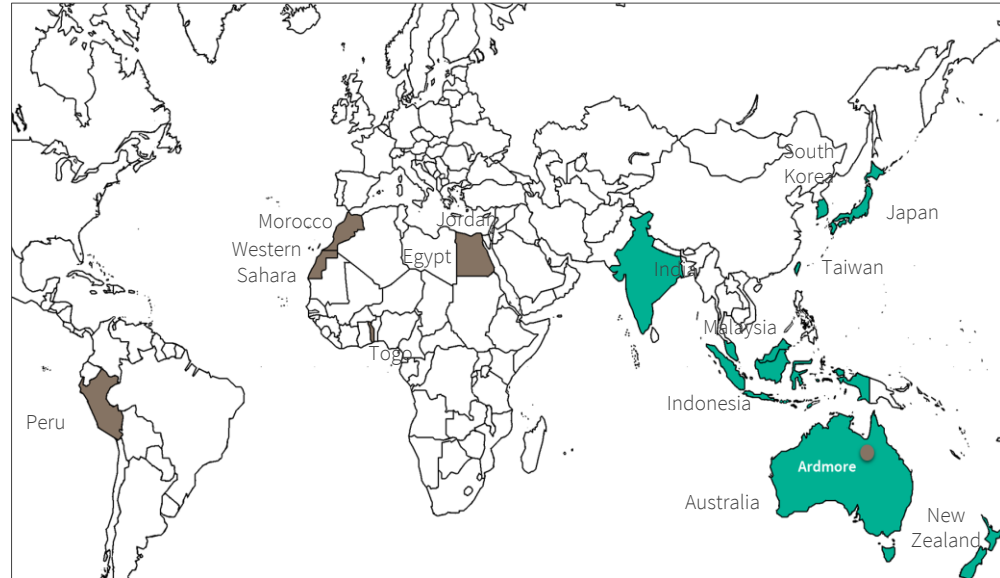 South
Korea
Japan
Morocco
Jordan
Western
Sahara
Egypt
India
Taiwan
Malaysia
Togo
Indonesia
Peru
Ardmore
Australia
New
Zealand